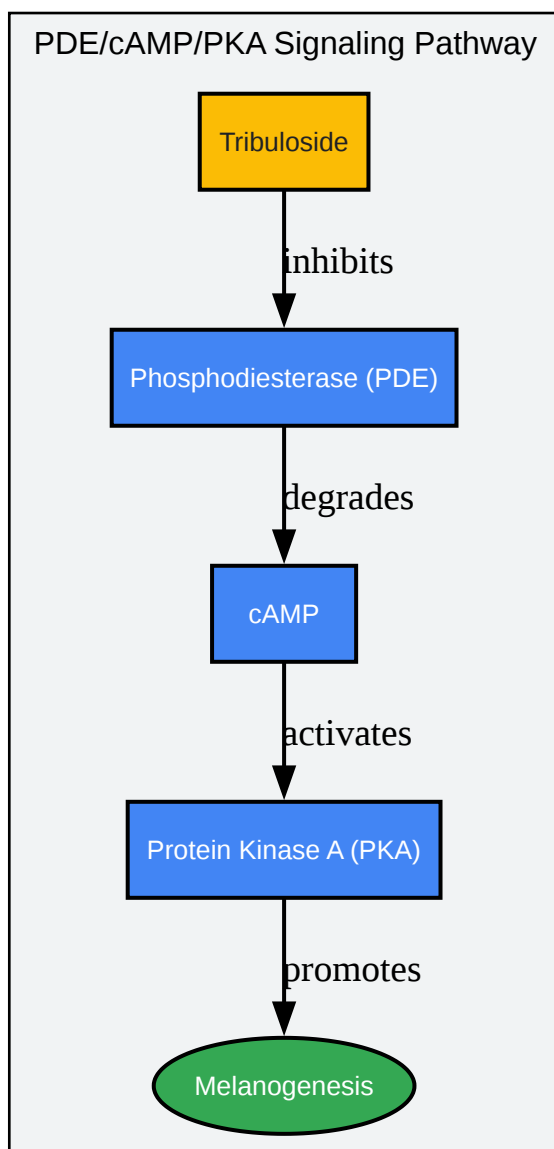 PDE/cAMP/PKA Signaling Pathway
Tribuloside
inhibits
Phosphodiesterase (PDE)
degrades
cAMP
activates
Protein Kinase A (PKA)
promotes
Melanogenesis